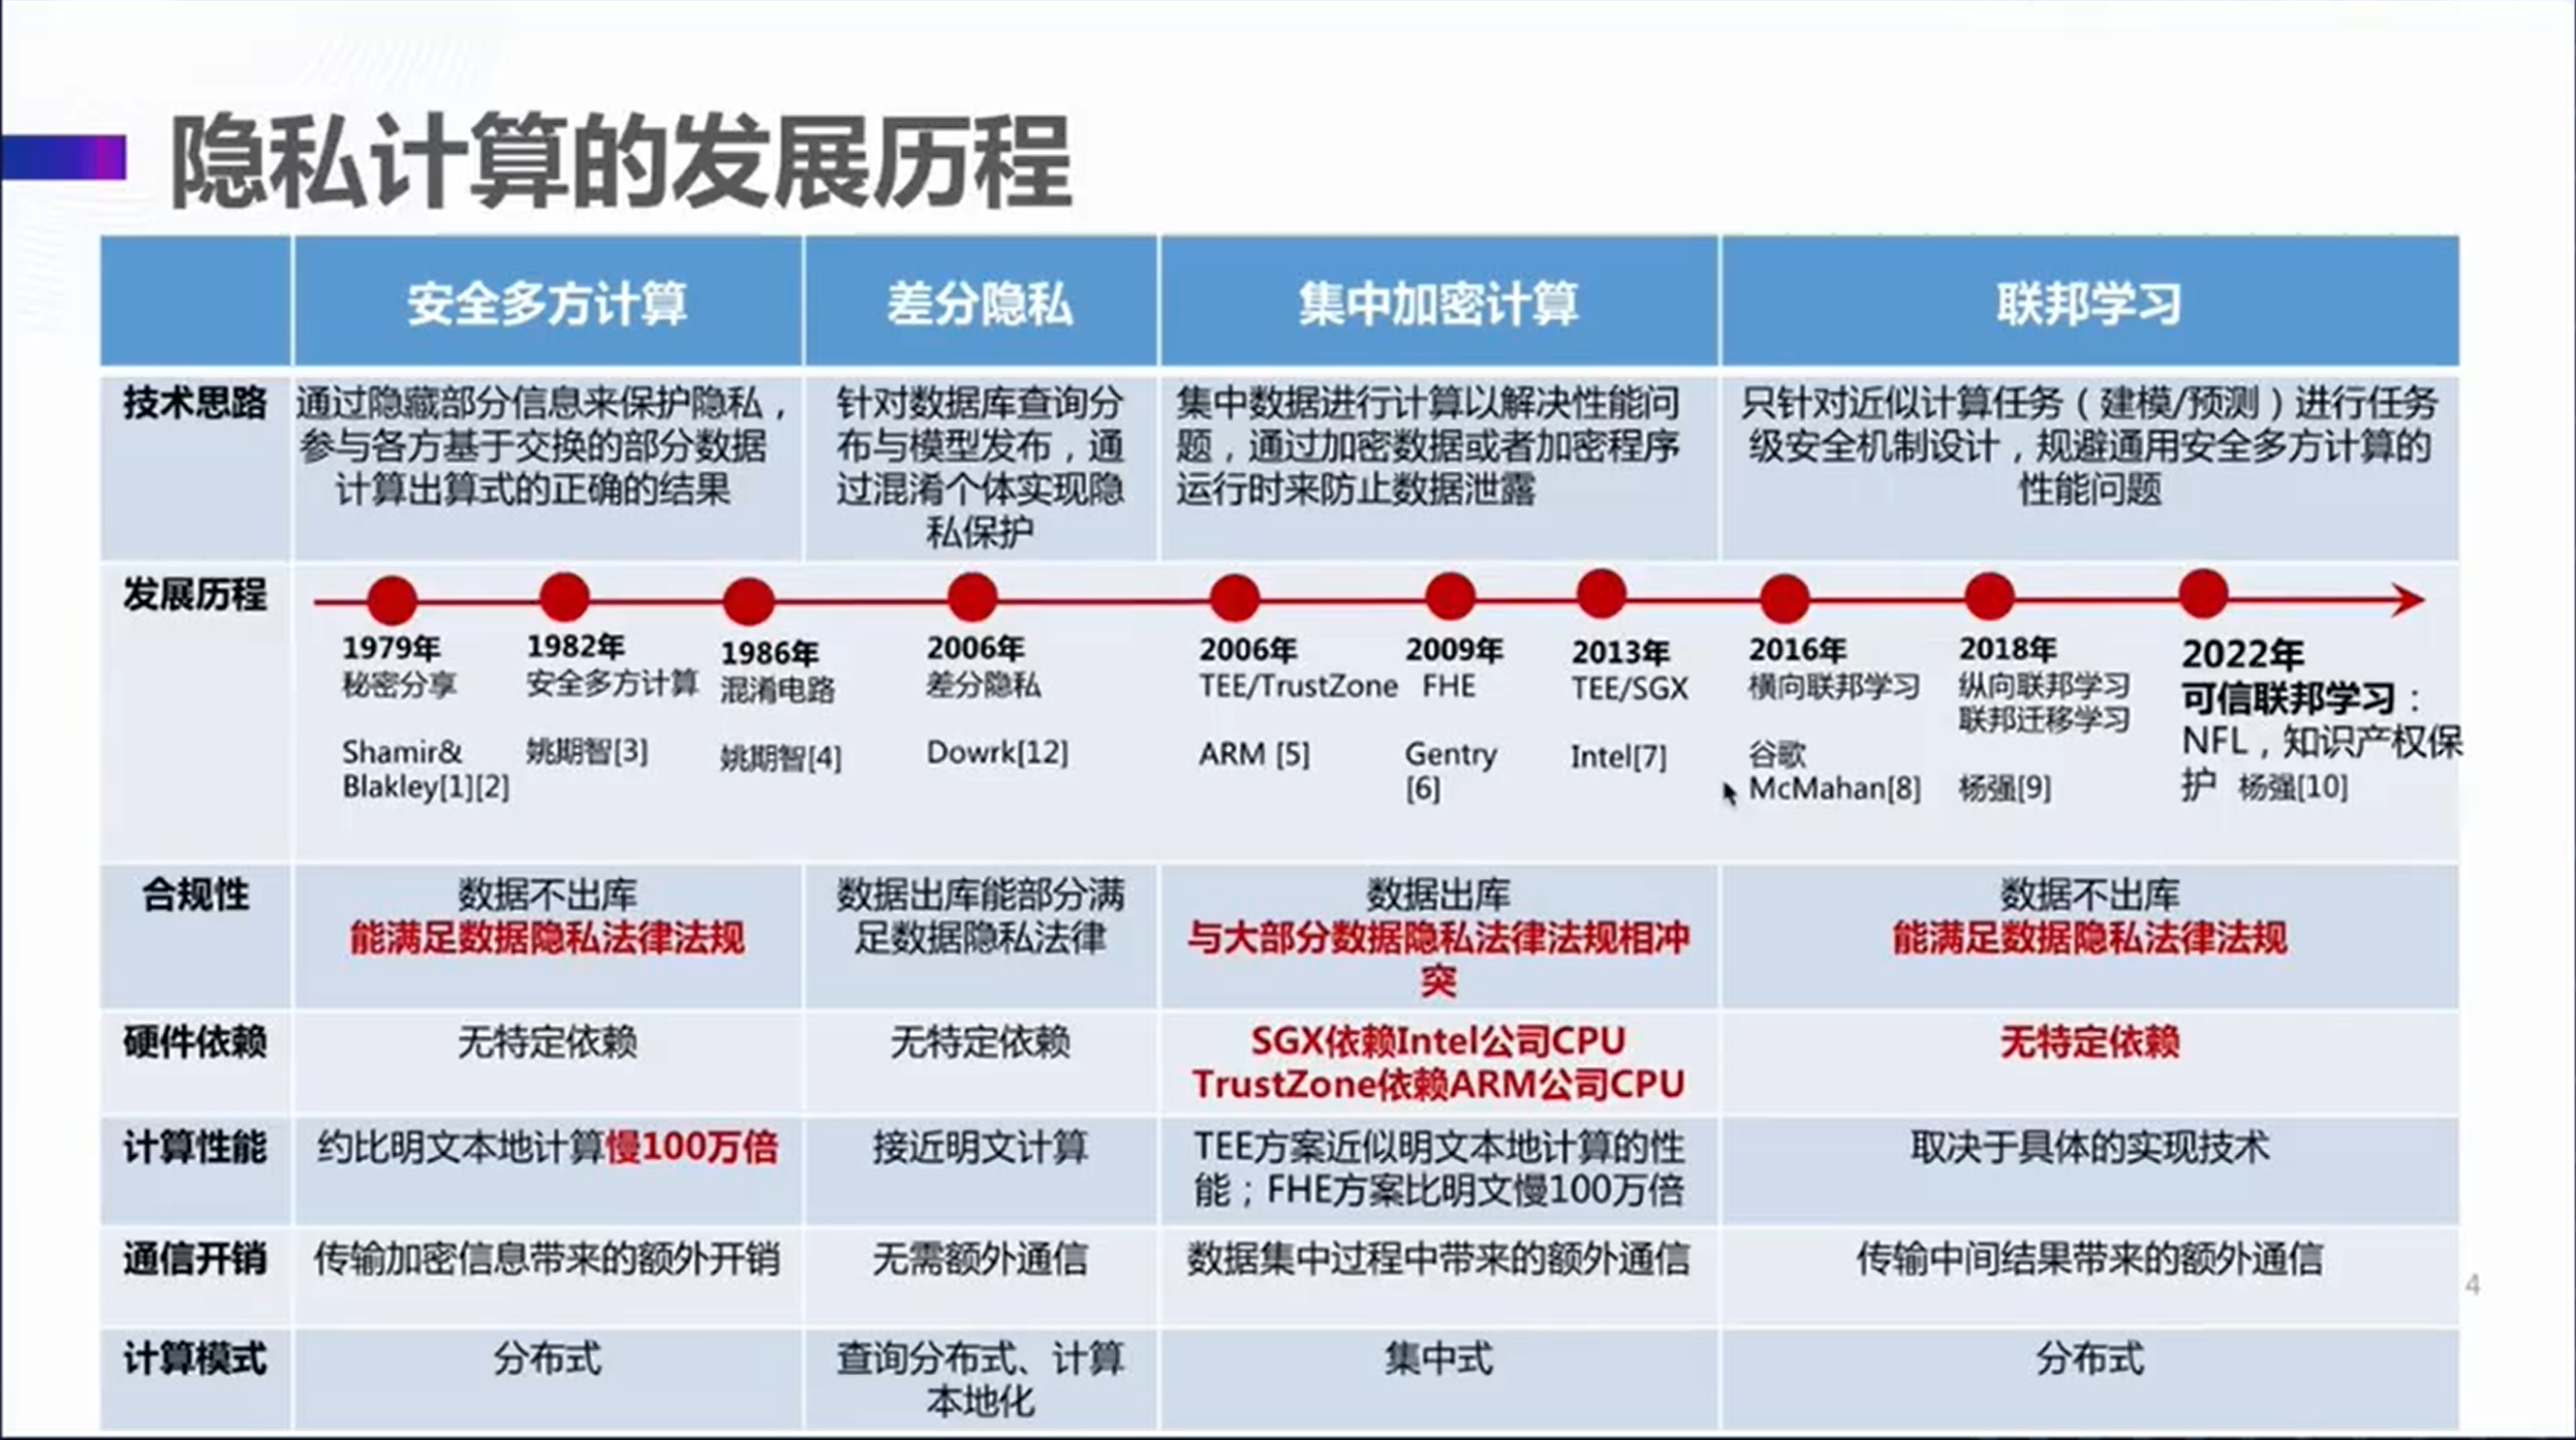 隐私计算的发展历程
安全多方计算
差分隐私
集中加密计算
联邦学习
技术思路
通过隐藏部分信息来保护隐私，
参与各方基于交换的部分数据
计算出算式的正确的结果
针对数据库查询分
布与模型发布，通
过混淆个体实现隐
私保护
集中数据进行计算以解决性能问
题，通过加密数据或者加密程序
运行时来防止数据泄露
只针对近似计算任务（建模/预测）进行任务
级安全机制设计，规避通用安全多方计算的
性能问题
发展历程
1979年
秘密分享
Shamir&
Blakley[1][2]
1982年
安全多方计算
姚期智[3]
1986年
混淆电路
姚期智[4]
2006年
差分隐私
Dowrk[12]
2006年
TEE/TrustZone
ARM [5]
2009年
FHE
Gentry
[6]
2013年
TEE/SGX
Intel[7]
2016年
横向联邦学习
谷歌
McMahan[8]
2018年
纵向联邦学习
联邦迁移学习
杨强[9]
2022年
可信联邦学习：
NFL，知识产权保
护 杨强[10]
合规性
数据不出库
能满足数据隐私法律法规
数据出库能部分满
足数据隐私法律
数据出库
与大部分数据隐私法律法规相冲
突
数据不出库
能满足数据隐私法律法规
硬件依赖
无特定依赖
无特定依赖
SGX依赖Intel公司CPU
TrustZone依赖ARM公司CPU
无特定依赖
计算性能
约比明文本地计算慢100万倍
接近明文计算
TEE方案近似明文本地计算的性
能；FHE方案比明文慢100万倍
取决于具体的实现技术
通信开销
传输加密信息带来的额外开销
无需额外通信
数据集中过程中带来的额外通信
传输中间结果带来的额外通信
4
计算模式
分布式
查询分布式、计算
本地化
集中式
分布式